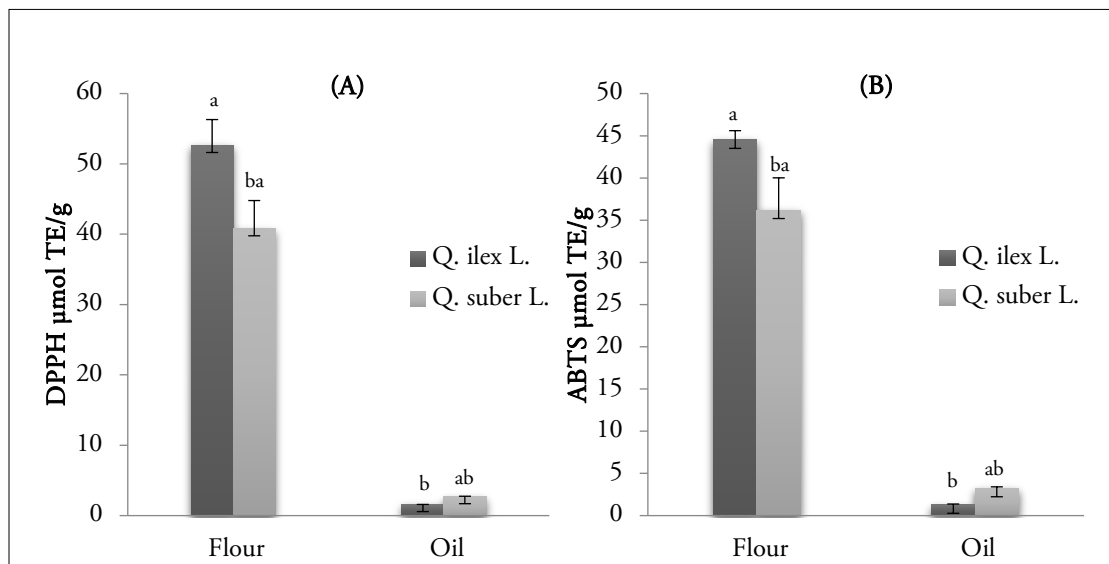 (A)
60
50
40
30
20
10
0
DPPH µmol TE/g
a
ba
b
ab
Flour
Oil
Q. ilex L.
Q. suber L.
(B)
50
45
40
35
30
25
20
15
10
5
0
ABTS µmol TE/g
a
ba
b
ab
Flour
Oil
Q. ilex L.
Q. suber L.